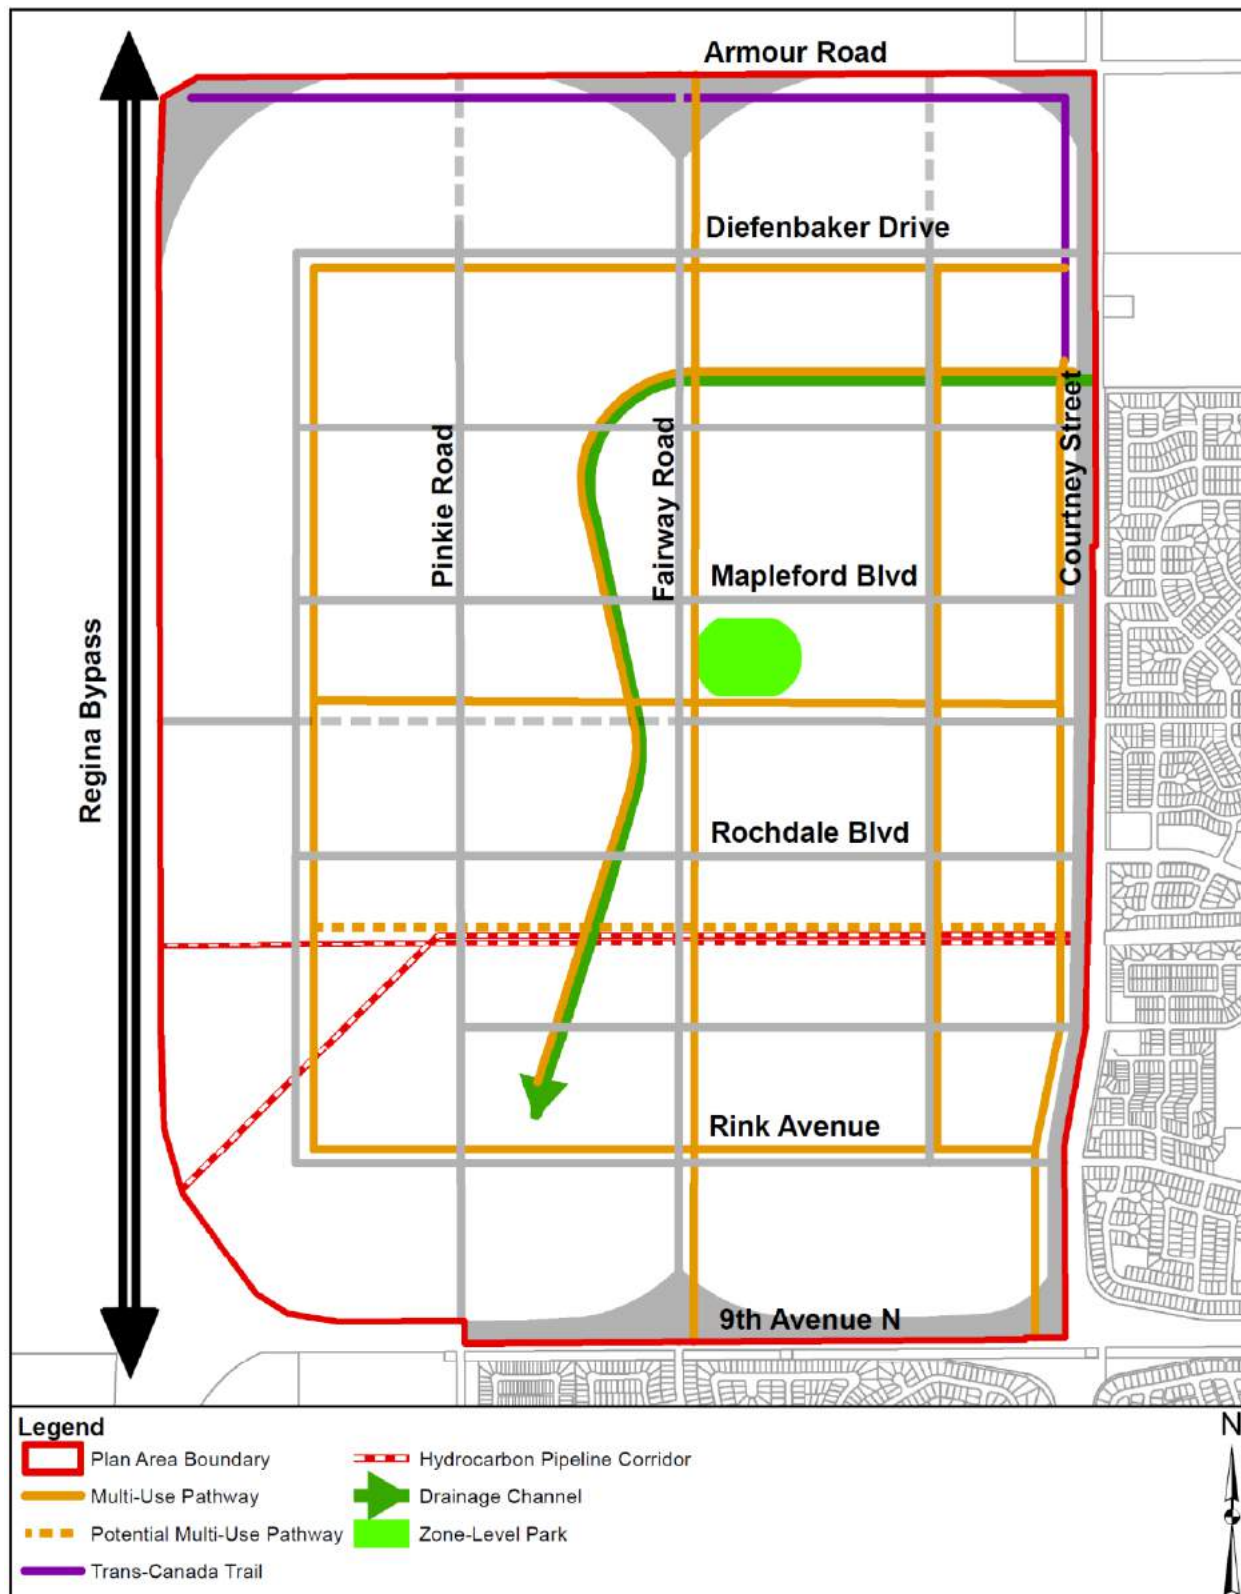 Armour Road
Diefenbaker Drive
Pinkie Road
Fairway Road
Courtney Street
Mapleford Blvd
Regina Bypass
Rochdale Blvd
Rink Avenue
9th Avenue N
Legend
Plan Area Boundary
Multi-Use Pathway
Potential Multi-Use Pathway
Trans-Canada Trail
Hydrocarbon Pipeline Corridor
Drainage Channel
Zone-Level Park
N